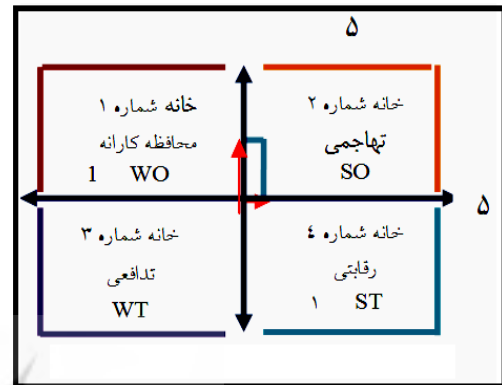 ۵
خانه شماره ۲
تهاجمی
SO
خانه شماره ۱
محافظه کارانه
1 WO
۵
خانه شماره ٤
رقابتی
۱ ST
خانه شماره ۳
تدافعی
WT